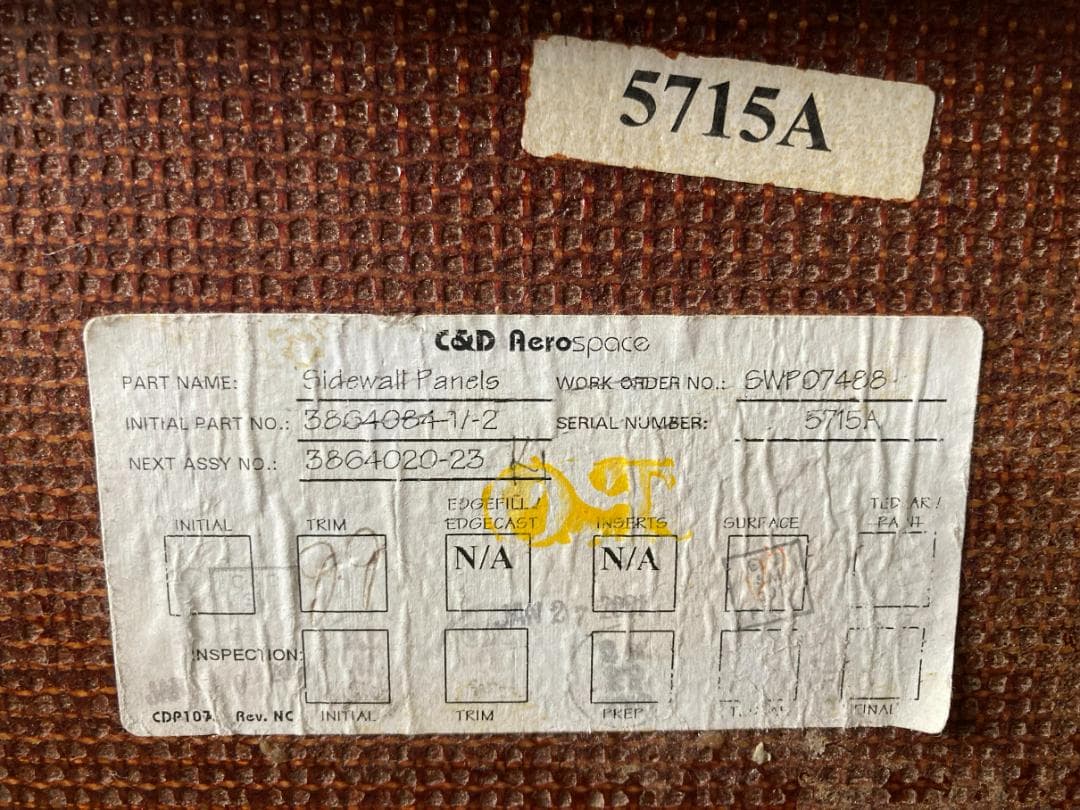 5715A
C&D Aerospace
PART NAME: Sidewall Panels WORK ORDER NO.: SWP07488
INITIAL PART NO.: 3864084-1/-2 SERIAL NUMBER: 5715A
NEXT ASSY NO.: 3864020-23
INITIAL TRIM EDGEFILL / EDGECAST INSERTS SURFACE
N/A N/A
JAN 27
INSPECTION:
CDP107 Rev. NC INITIAL TRIM PREP FINAL